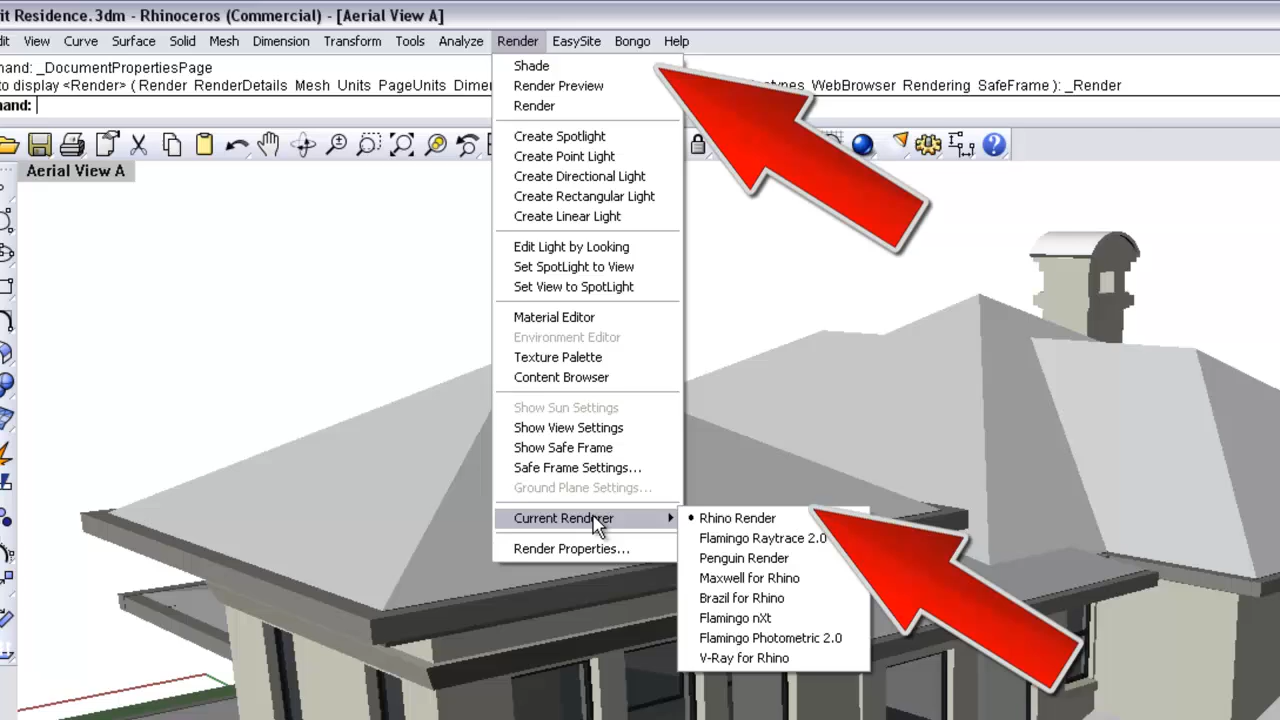 it Residence.3dm - Rhinoceros (Commercial) - [Aerial View A]
dit View Curve Surface Solid Mesh Dimension Transform Tools Analyze Render EasySite Bongo Help
mand: _DocumentPropertiesPage
to display <Render> ( Render RenderDetails Mesh Units PageUnits Dimen WebBrowser Rendering SafeFrame ): _Render
mand:
Aerial View A
Shade
Render Preview
Render
Create Spotlight
Create Point Light
Create Directional Light
Create Rectangular Light
Create Linear Light
Edit Light by Looking
Set SpotLight to View
Set View to SpotLight
Material Editor
Environment Editor
Texture Palette
Content Browser
Show Sun Settings
Show View Settings
Show Safe Frame
Safe Frame Settings...
Ground Plane Settings...
Current Renderer
Render Properties...
Rhino Render
Flamingo Raytrace 2.0
Penguin Render
Maxwell for Rhino
Brazil for Rhino
Flamingo nXt
Flamingo Photometric 2.0
V-Ray for Rhino